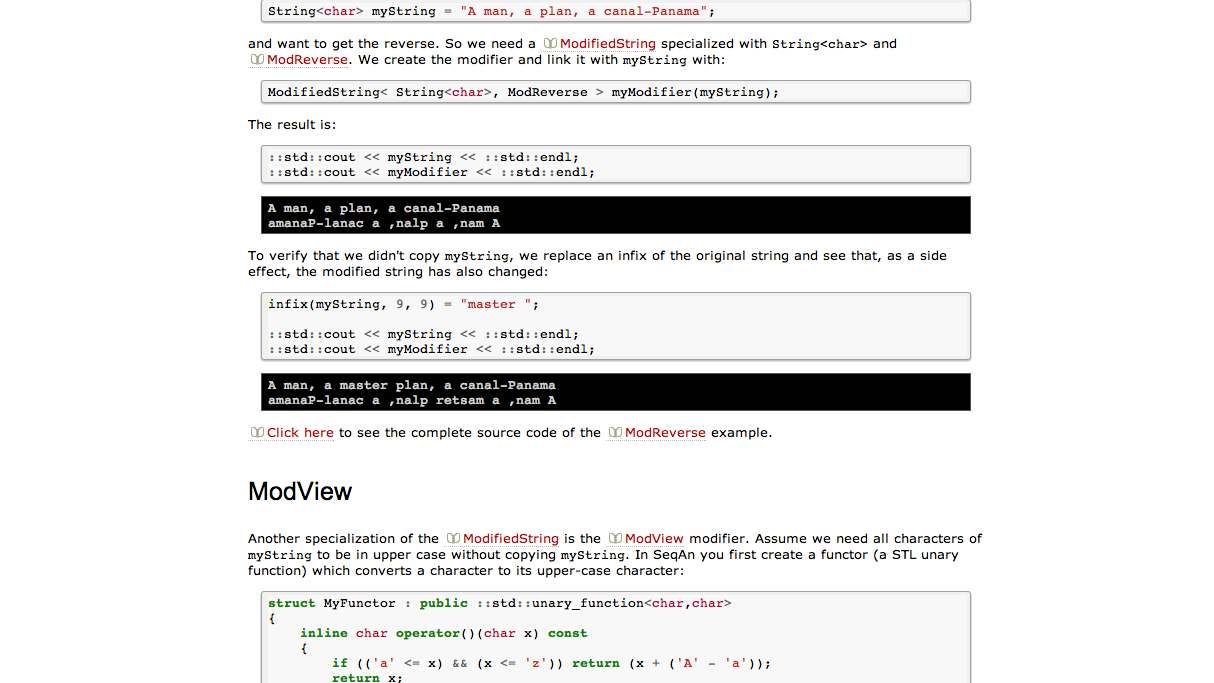 String<char> myString = "A man, a plan, a canal-Panama";
and want to get the reverse. So we need a ModifiedString specialized with String<char> and
ModReverse. We create the modifier and link it with myString with:
ModifiedString< String<char>, ModReverse > myModifier(myString);
The result is:
::std::cout << myString << ::std::endl;
::std::cout << myModifier << ::std::endl;
A man, a plan, a canal-Panama
amanaP-lanac a ,nalp a ,nam A
To verify that we didn't copy myString, we replace an infix of the original string and see that, as a side
effect, the modified string has also changed:
infix(myString, 9, 9) = "master ";
::std::cout << myString << ::std::endl;
::std::cout << myModifier << ::std::endl;
A man, a master plan, a canal-Panama
amanaP-lanac a ,nalp retsam a ,nam A
Click here to see the complete source code of the ModReverse example.
ModView
Another specialization of the ModifiedString is the ModView modifier. Assume we need all characters of
myString to be in upper case without copying myString. In SeqAn you first create a functor (a STL unary
function) which converts a character to its upper-case character:
struct MyFunctor : public ::std::unary_function<char,char>
{
inline char operator()(char x) const
{
if (('a' <= x) && (x <= 'z')) return (x + ('A' - 'a'));
return x;